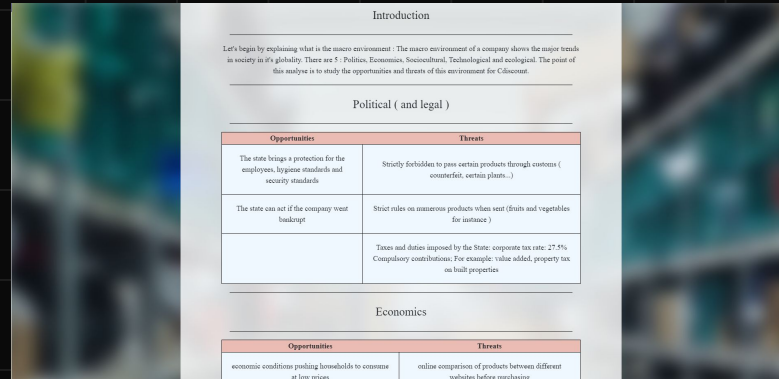 Introduction
Let's begin by explaining what is the macro environment : The macro environment of a company shows the major trends
in society in it's globality. There are 5 : Politics, Economics, Sociocultural, Technological and ecological. The point of
this analyse is to study the opportunities and threats of this environment for Cdiscount.
Political ( and legal )
Opportunities
Threats
The state brings a protection for the
employees, hygiene standards and
security standards
Strictly forbidden to pass certain products through customs (
counterfeit, certain plants...)
The state can act if the company went
bankrupt
Strict rules on numerous products when sent (fruits and vegetables
for instance )
Taxes and duties imposed by the State: corporate tax rate: 27.5%
Compulsory contributions; For example: value added, property tax
on built properties
Economics
Opportunities
Threats
economic conditions pushing households to consume
at low prices
online comparison of products between different
websites before purchasing